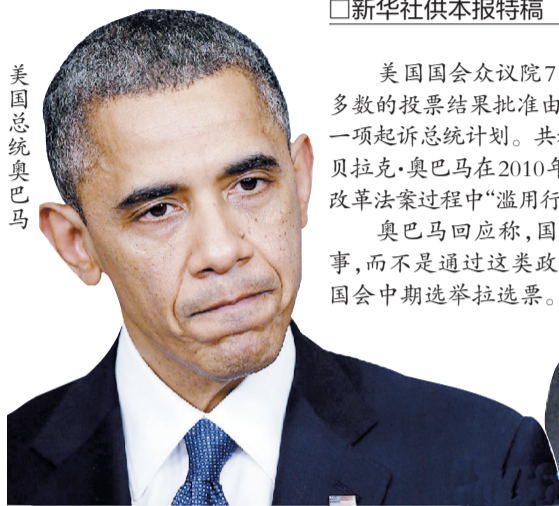 □新华社供本报特稿
美国总统奥巴马
美国国会众议院7
多数的投票结果批准由
一项起诉总统计划。共
贝拉克·奥巴马在2010年
改革法案过程中“滥用行
奥巴马回应称,国
事,而不是通过这类政
国会中期选举拉选票。